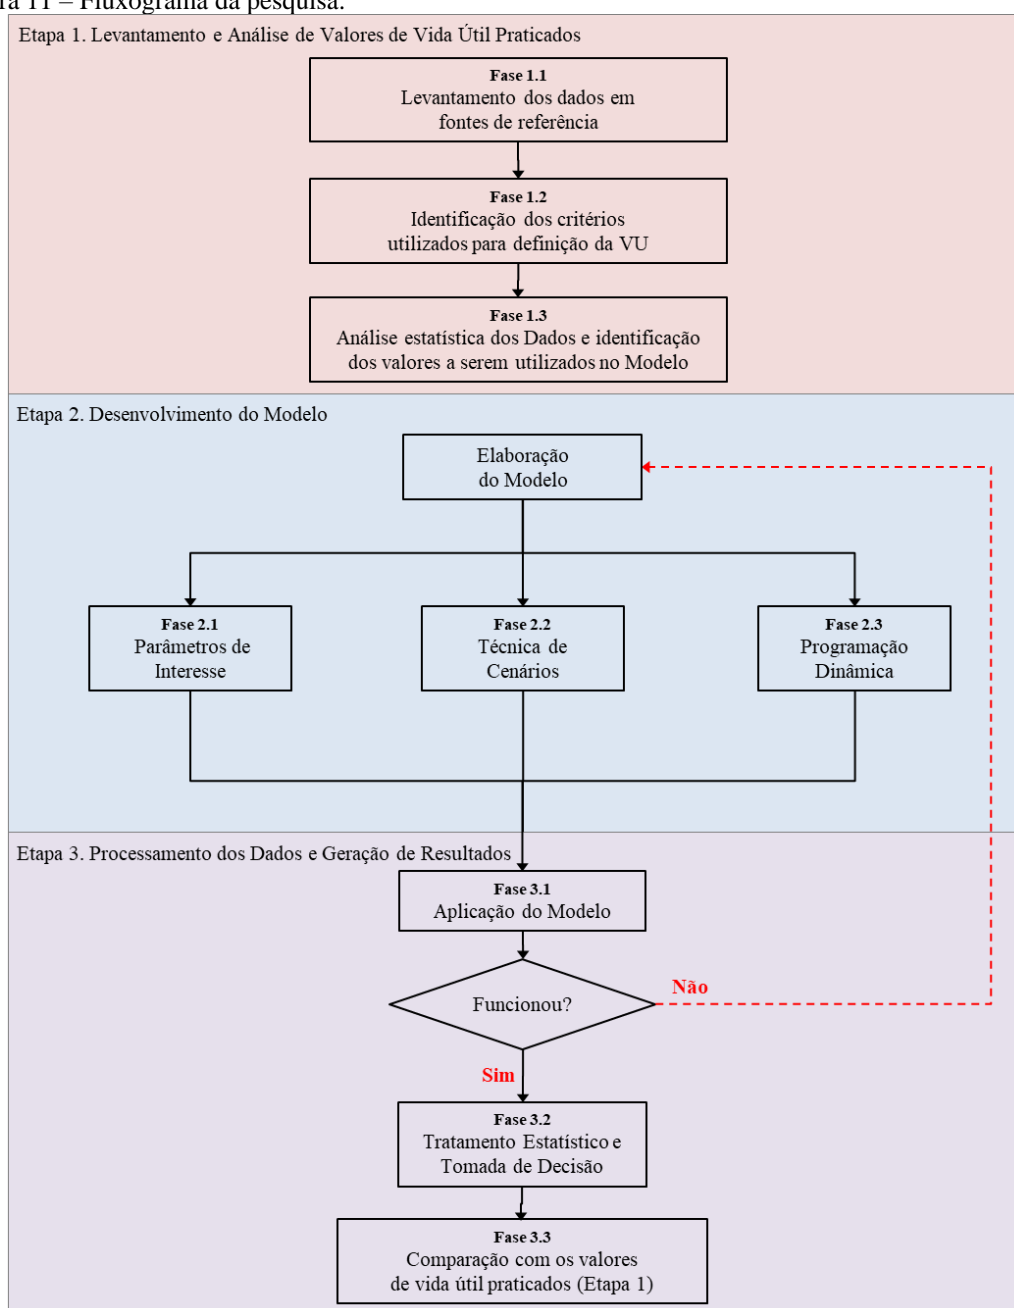 11 – Fluxograma da pesquisa.
Etapa 1. Levantamento e Análise de Valores de Vida Útil Praticados
Fase 1.1
Levantamento dos dados em
fontes de referência
Fase 1.2
Identificação dos critérios
utilizados para definição da VU
Fase 1.3
Análise estatística dos Dados e identificação
dos valores a serem utilizados no Modelo
Etapa 2. Desenvolvimento do Modelo
Elaboração
do Modelo
Fase 2.1
Parâmetros de
Interesse
Fase 2.2
Técnica de
Cenários
Fase 2.3
Programação
Dinâmica
Etapa 3. Processamento dos Dados e Geração de Resultados
Fase 3.1
Aplicação do Modelo
Funcionou?
Não
Sim
Fase 3.2
Tratamento Estatístico e
Tomada de Decisão
Fase 3.3
Comparação com os valores
de vida útil praticados (Etapa 1)